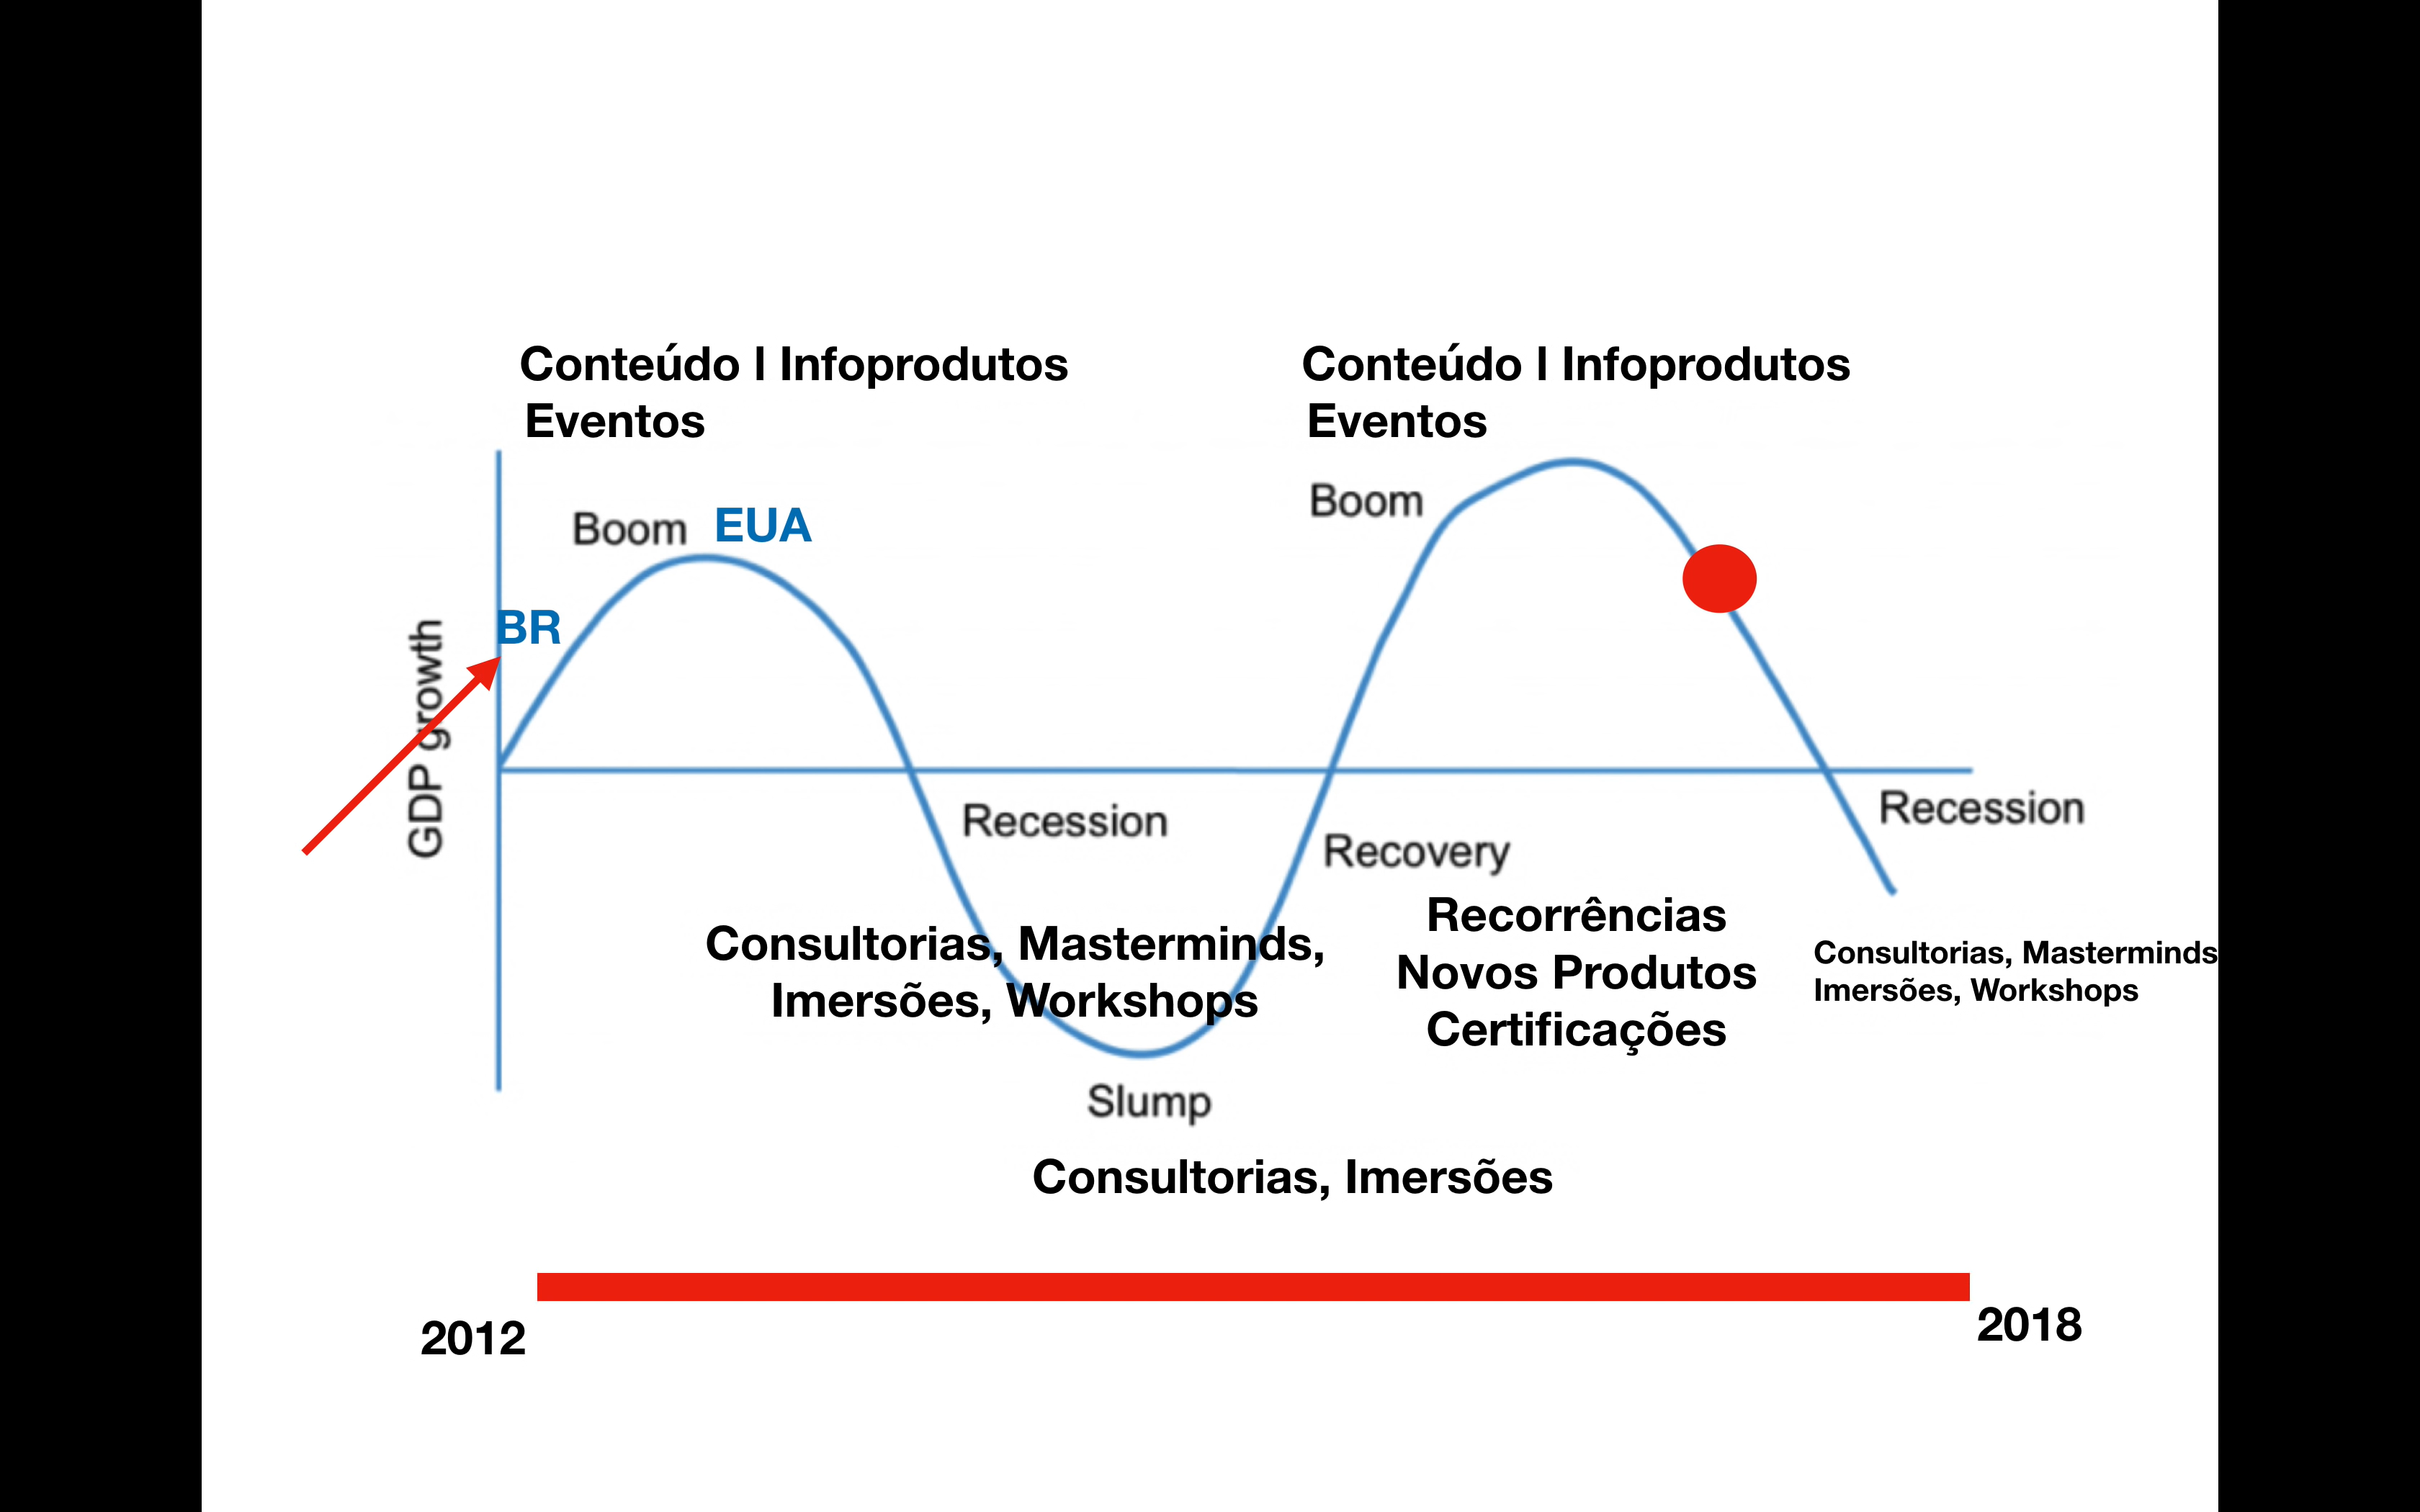 Conteúdo | Infoprodutos
Eventos
Conteúdo | Infoprodutos
Eventos
Boom
EUA
Boom
BR
GDP growth
Recession
Recession
Recovery
Consultorias, Masterminds,
Imersões, Workshops
Recorrências
Novos Produtos
Certificações
Consultorias, Masterminds
Imersões, Workshops
Slump
Consultorias, Imersões
2012
2018